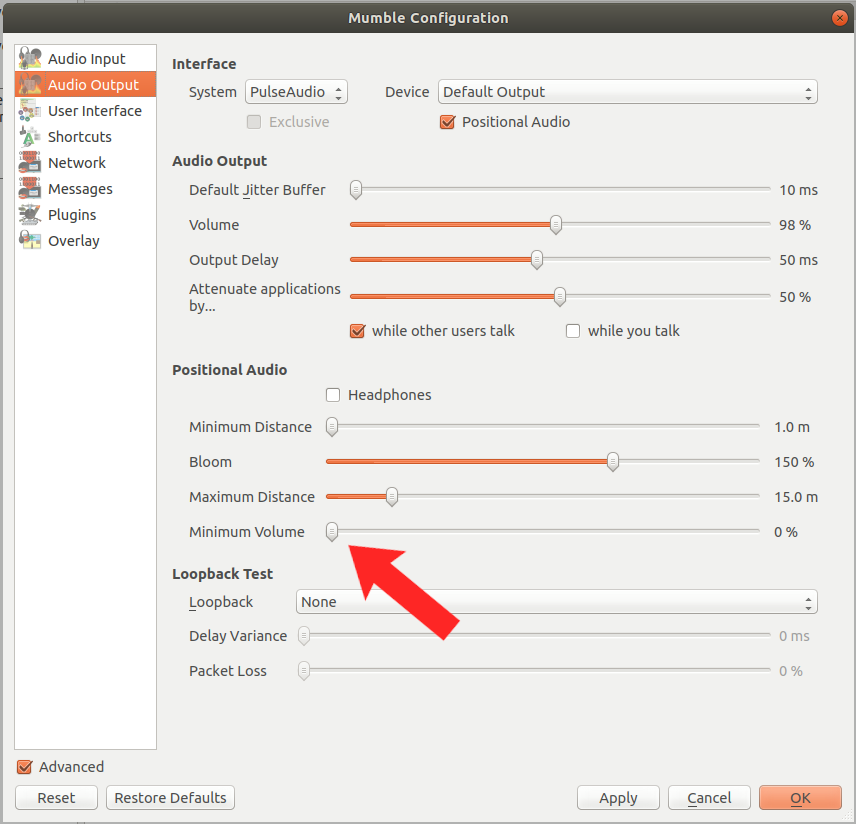 Mumble Configuration
Audio Input
Audio Output
User Interface
Shortcuts
Network
Messages
Plugins
Overlay
Interface
System PulseAudio Device Default Output
Exclusive Positional Audio
Audio Output
Default Jitter Buffer 10 ms
Volume 98 %
Output Delay 50 ms
Attenuate applications
by... 50 %
while other users talk while you talk
Positional Audio
Headphones
Minimum Distance 1.0 m
Bloom 150 %
Maximum Distance 15.0 m
Minimum Volume 0 %
Loopback Test
Loopback None
Delay Variance 0 ms
Packet Loss 0 %
Advanced
Reset Restore Defaults Apply Cancel OK